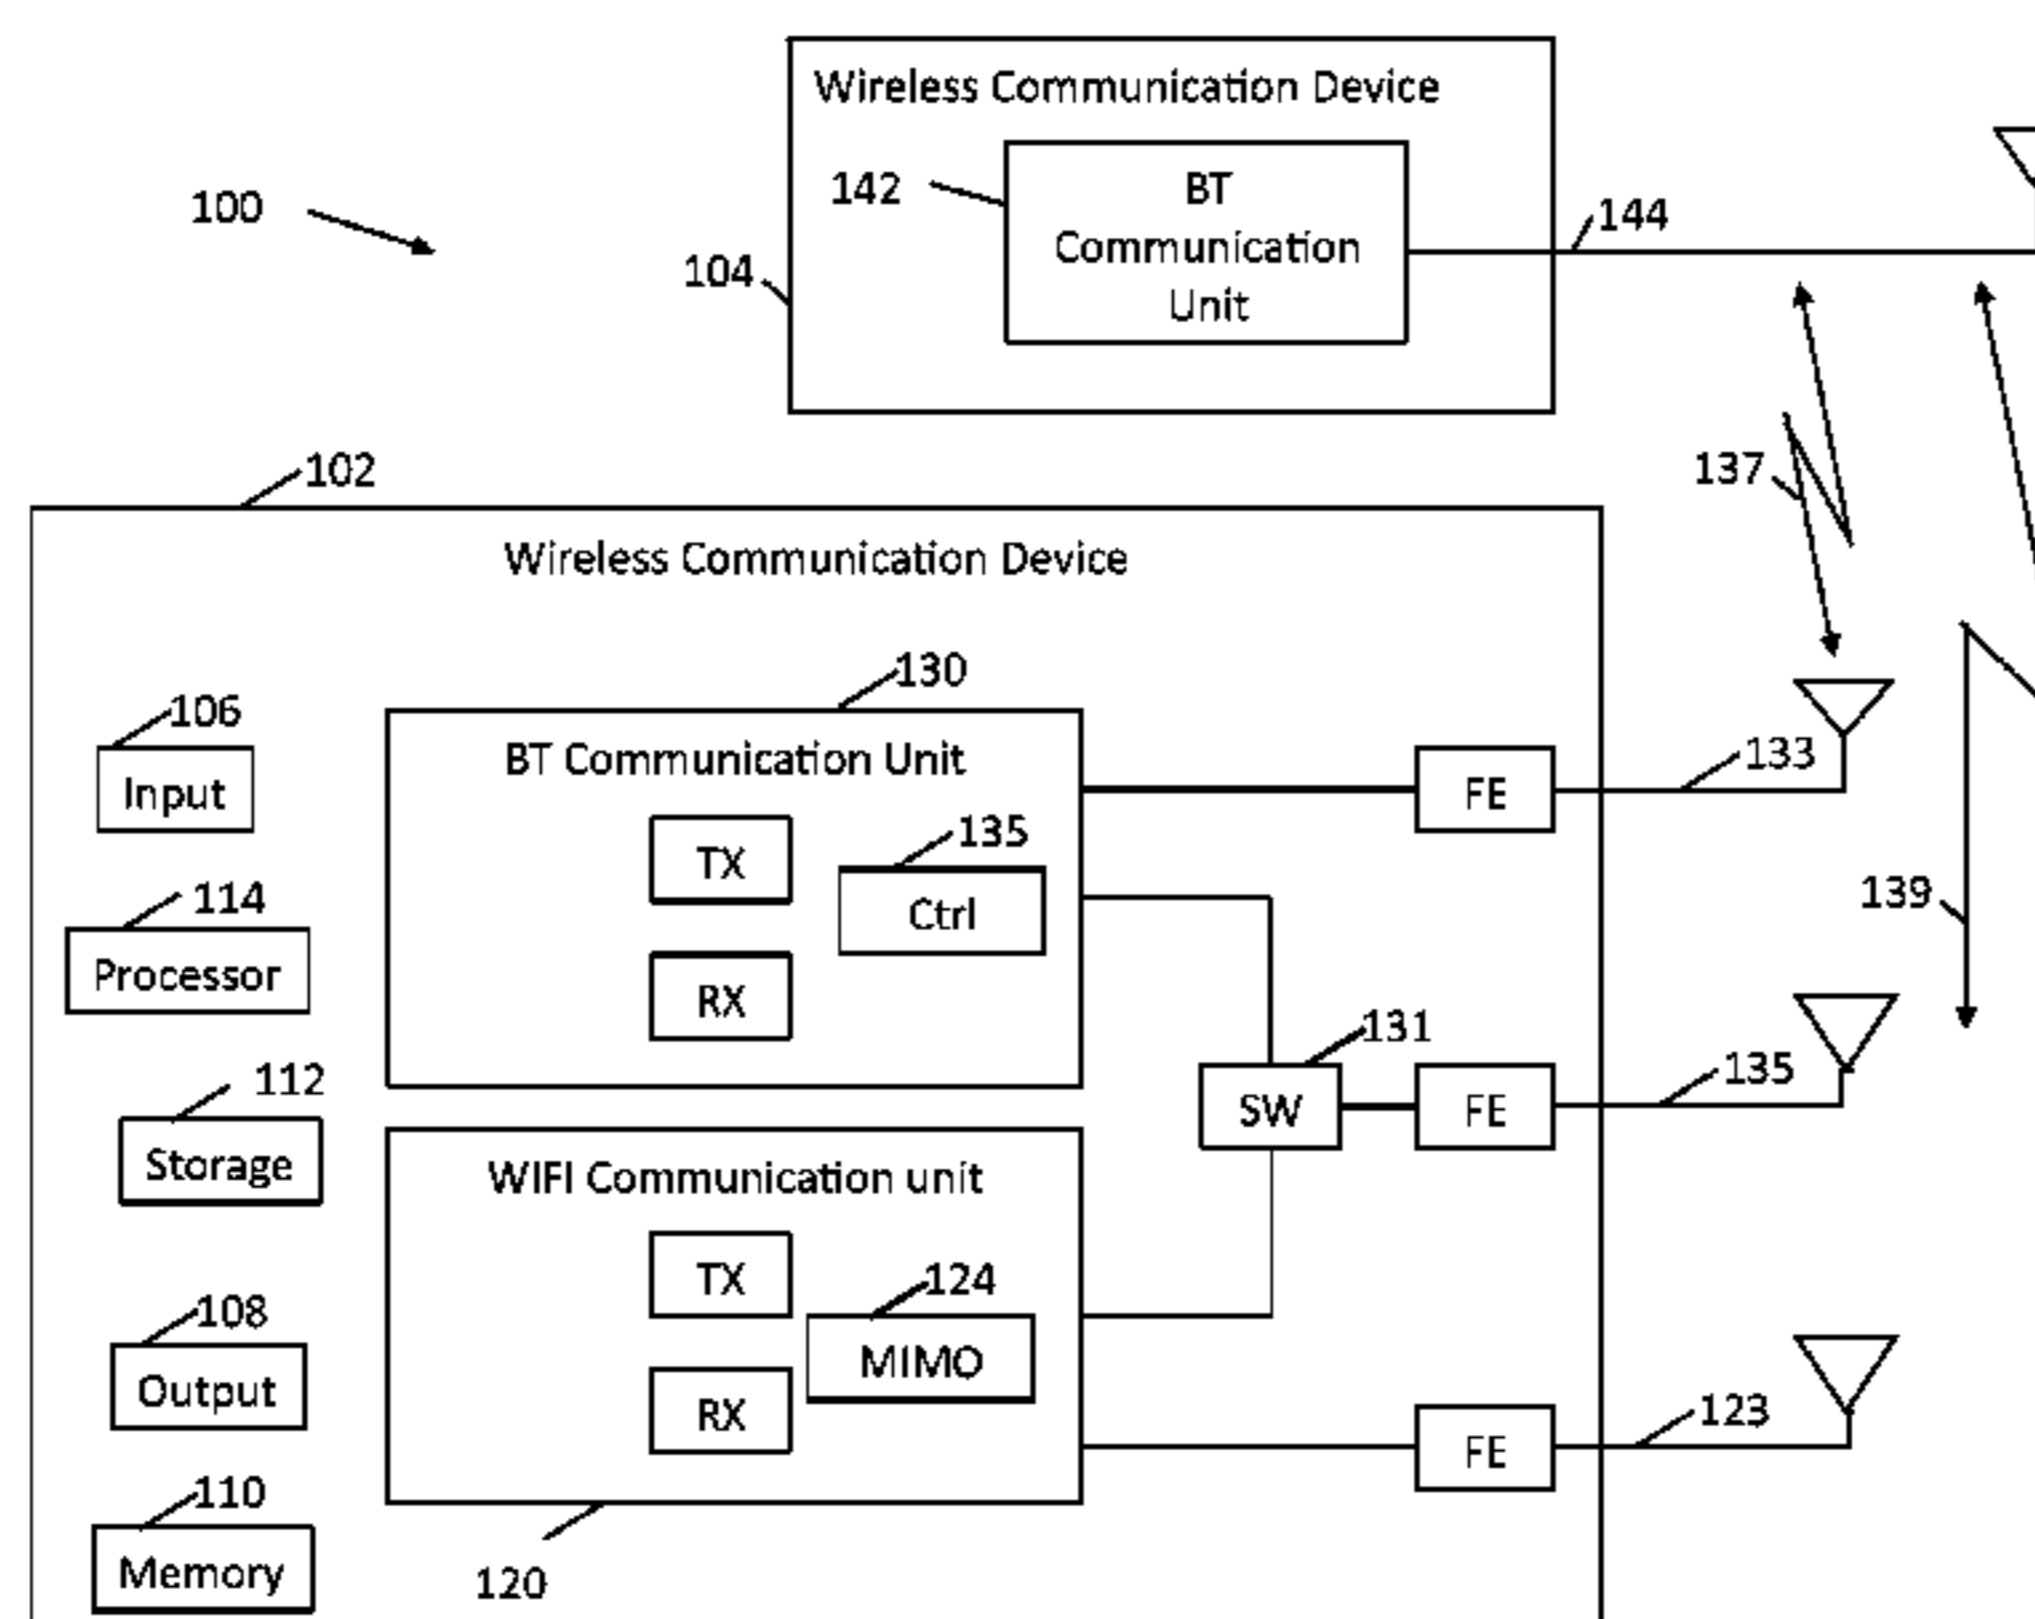 Wireless Communication Device
142
BT
Communication
Unit
100
144
104
102
137
Wireless Communication Device
130
106
Input
BT Communication Unit
133
FE
TX
135
Ctrl
114
Processor
139
RX
131
112
Storage
SW
FE
135
WIFI Communication unit
TX
124
MIMO
108
Output
RX
FE
123
110
Memory
120